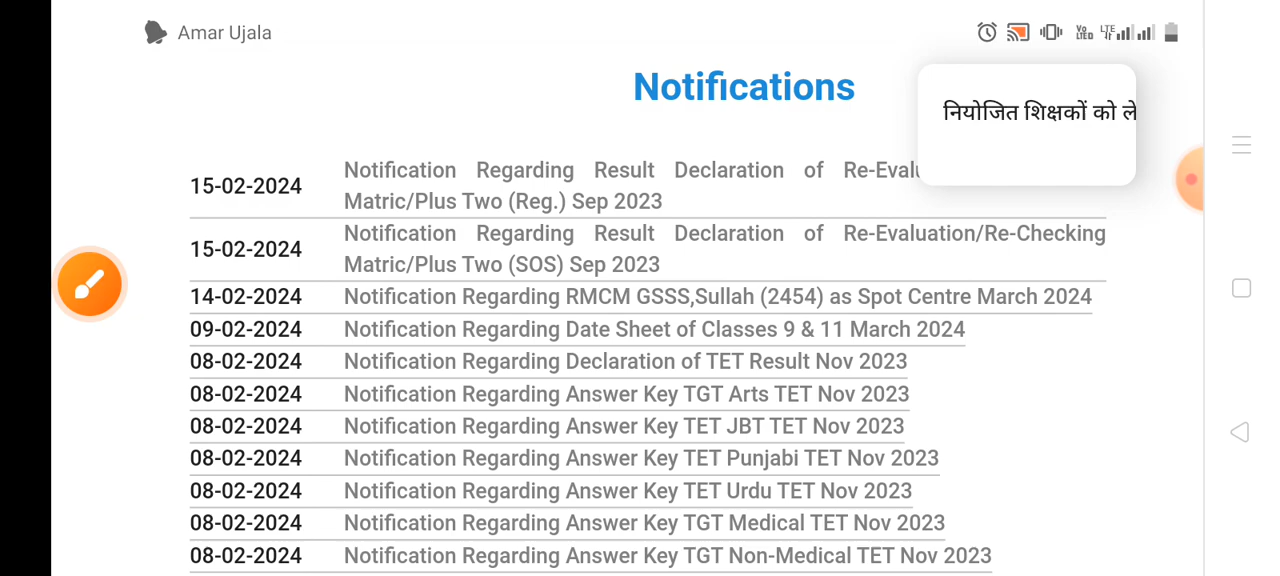 Amar Ujala
Notifications
नियोजित शिक्षकों को
15-02-2024 Notification Regarding Result Declaration of
Matric/Plus Two (Reg.) Sep 2023
15-02-2024 Notification Regarding Result Declaration of Re-Evaluation/Re-Checking
Matric/Plus Two (SOS) Sep 2023
14-02-2024 Notification Regarding RMCM GSSS,Sullah (2454) as Spot Centre March 2024
09-02-2024 Notification Regarding Date Sheet of Classes 9 & 11 March 2024
08-02-2024 Notification Regarding Declaration of TET Result Nov 2023
08-02-2024 Notification Regarding Answer Key TGT Arts TET Nov 2023
08-02-2024 Notification Regarding Answer Key TET JBT TET Nov 2023
08-02-2024 Notification Regarding Answer Key TET Punjabi TET Nov 2023
08-02-2024 Notification Regarding Answer Key TET Urdu TET Nov 2023
08-02-2024 Notification Regarding Answer Key TGT Medical TET Nov 2023
08-02-2024 Notification Regarding Answer Key TGT Non-Medical TET Nov 2023